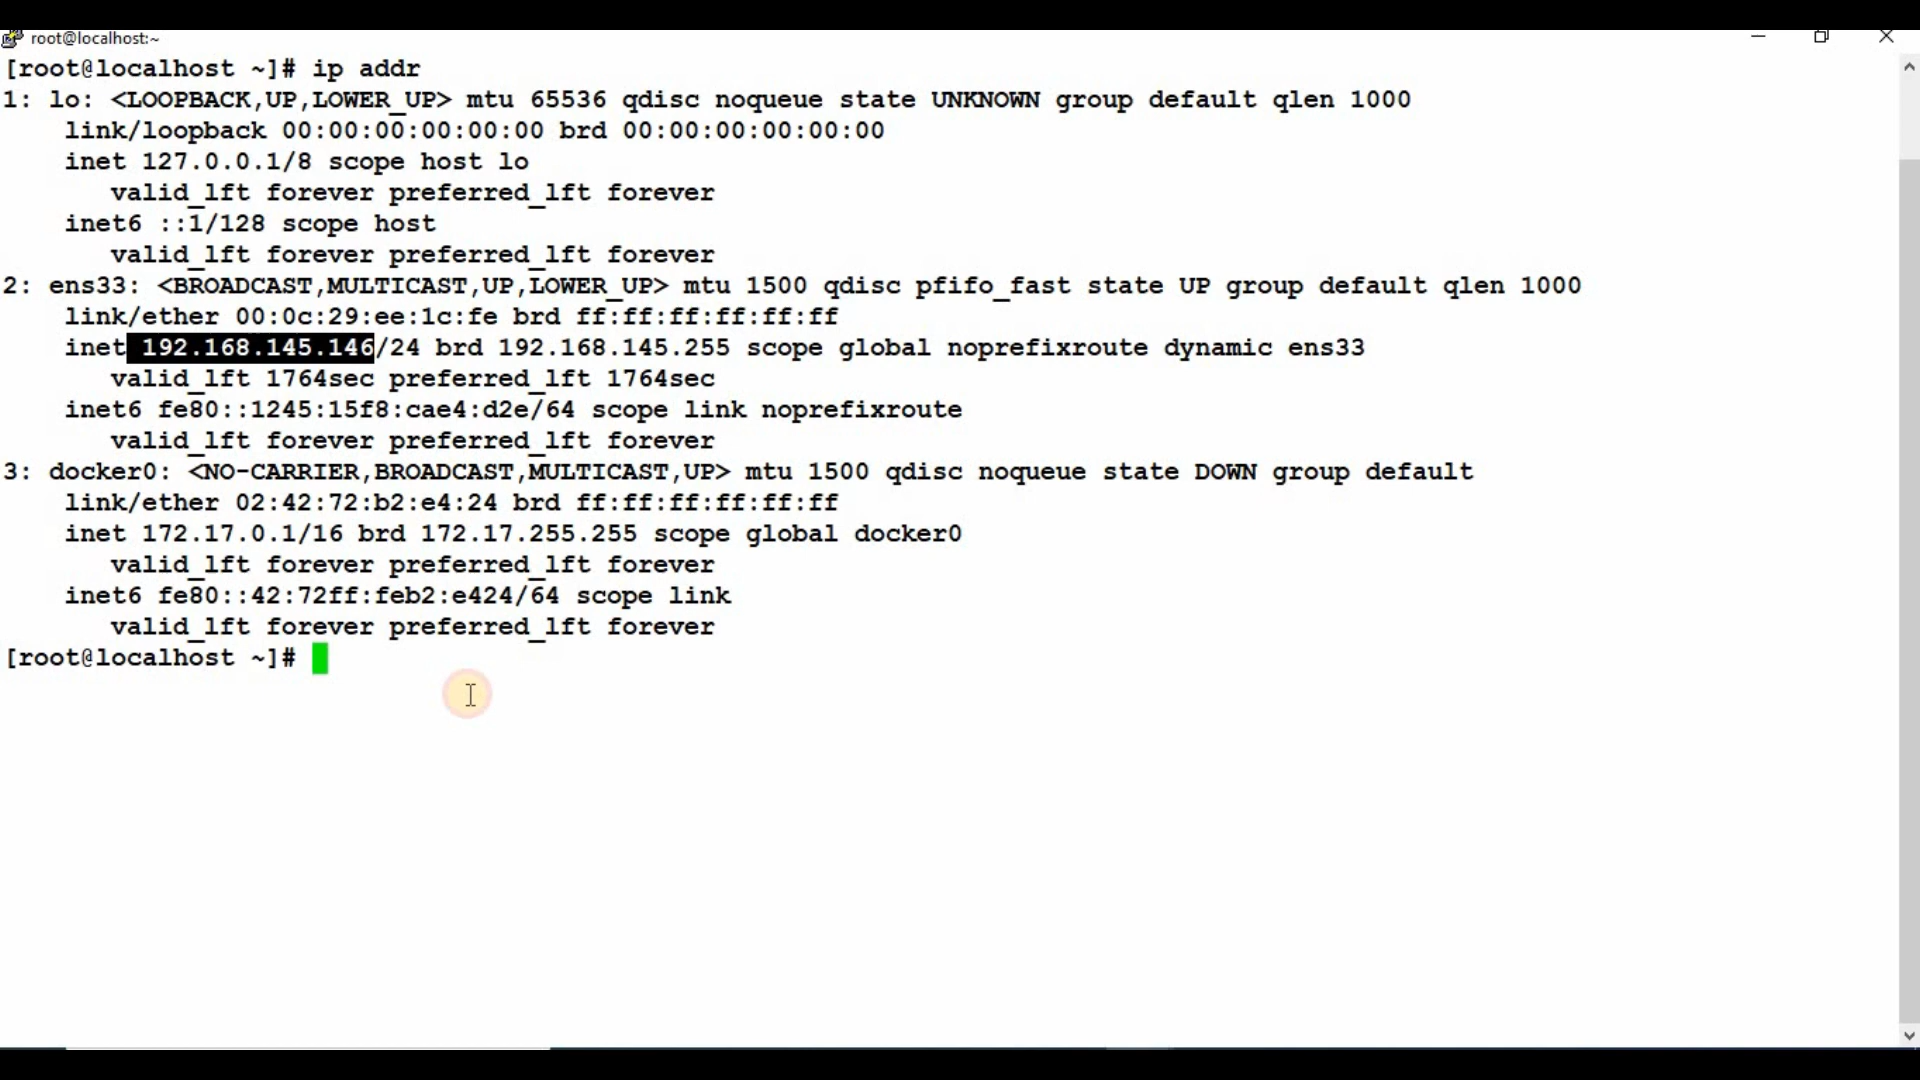 root@localhost:~
[root@localhost ~]# ip addr
1: lo: <LOOPBACK,UP,LOWER_UP> mtu 65536 qdisc noqueue state UNKNOWN group default qlen 1000
    link/loopback 00:00:00:00:00:00 brd 00:00:00:00:00:00
    inet 127.0.0.1/8 scope host lo
       valid_lft forever preferred_lft forever
    inet6 ::1/128 scope host
       valid_lft forever preferred_lft forever
2: ens33: <BROADCAST,MULTICAST,UP,LOWER_UP> mtu 1500 qdisc pfifo_fast state UP group default qlen 1000
    link/ether 00:0c:29:ee:1c:fe brd ff:ff:ff:ff:ff:ff
    inet 192.168.145.146/24 brd 192.168.145.255 scope global noprefixroute dynamic ens33
       valid_lft 1764sec preferred_lft 1764sec
    inet6 fe80::1245:15f8:cae4:d2e/64 scope link noprefixroute
       valid_lft forever preferred_lft forever
3: docker0: <NO-CARRIER,BROADCAST,MULTICAST,UP> mtu 1500 qdisc noqueue state DOWN group default
    link/ether 02:42:72:b2:e4:24 brd ff:ff:ff:ff:ff:ff
    inet 172.17.0.1/16 brd 172.17.255.255 scope global docker0
       valid_lft forever preferred_lft forever
    inet6 fe80::42:72ff:feb2:e424/64 scope link
       valid_lft forever preferred_lft forever
[root@localhost ~]#